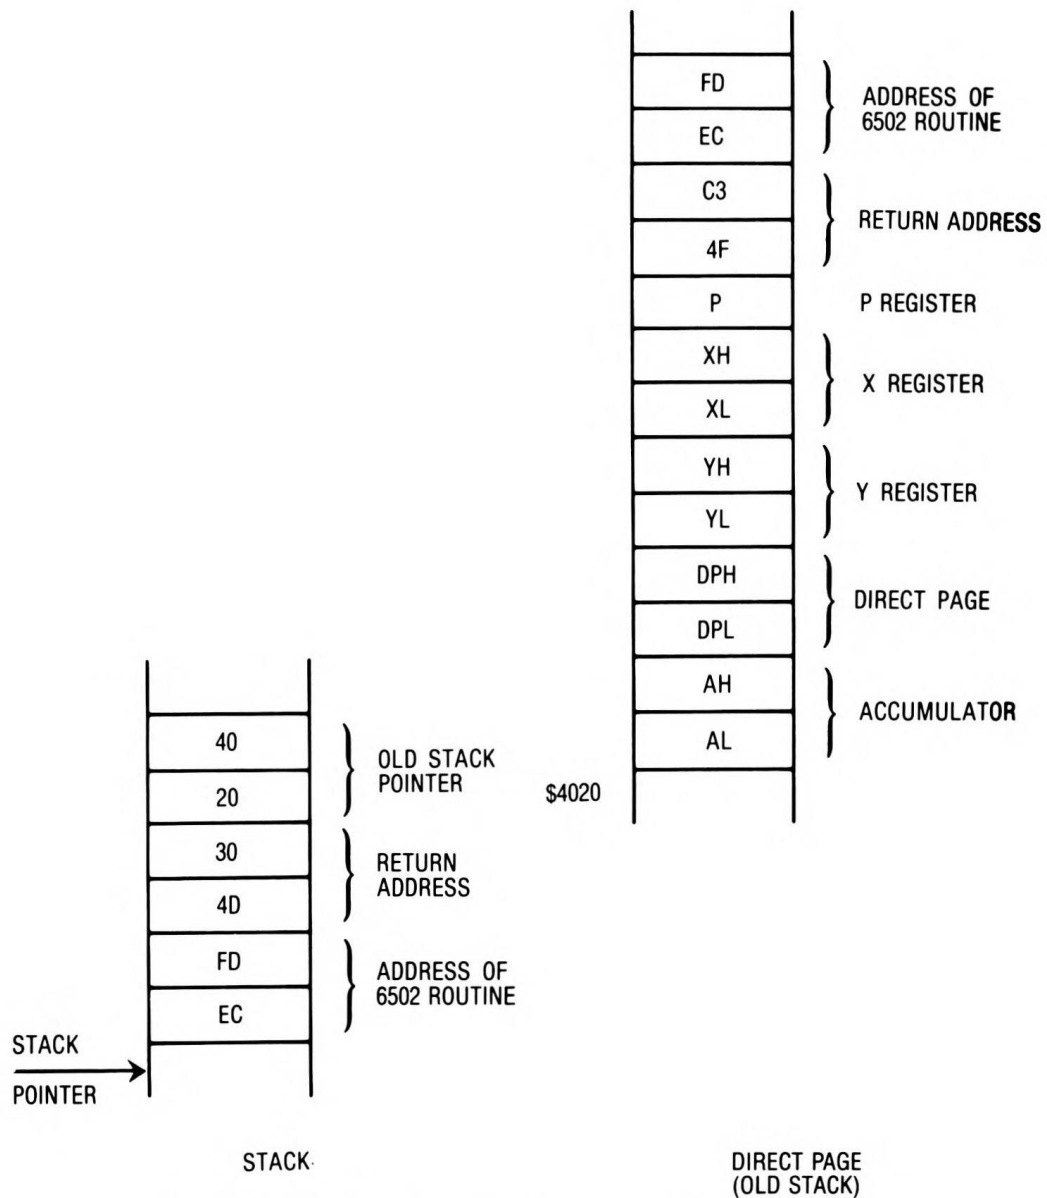 FD
EC
ADDRESS OF
6502 ROUTINE
C3
4F
RETURN ADDRESS
P
P REGISTER
XH
XL
X REGISTER
YH
YL
Y REGISTER
DPH
DPL
DIRECT PAGE
AH
AL
ACCUMULATOR
$4020
40
20
OLD STACK
POINTER
30
4D
RETURN
ADDRESS
FD
EC
ADDRESS OF
6502 ROUTINE
STACK
POINTER
STACK
DIRECT PAGE
(OLD STACK)